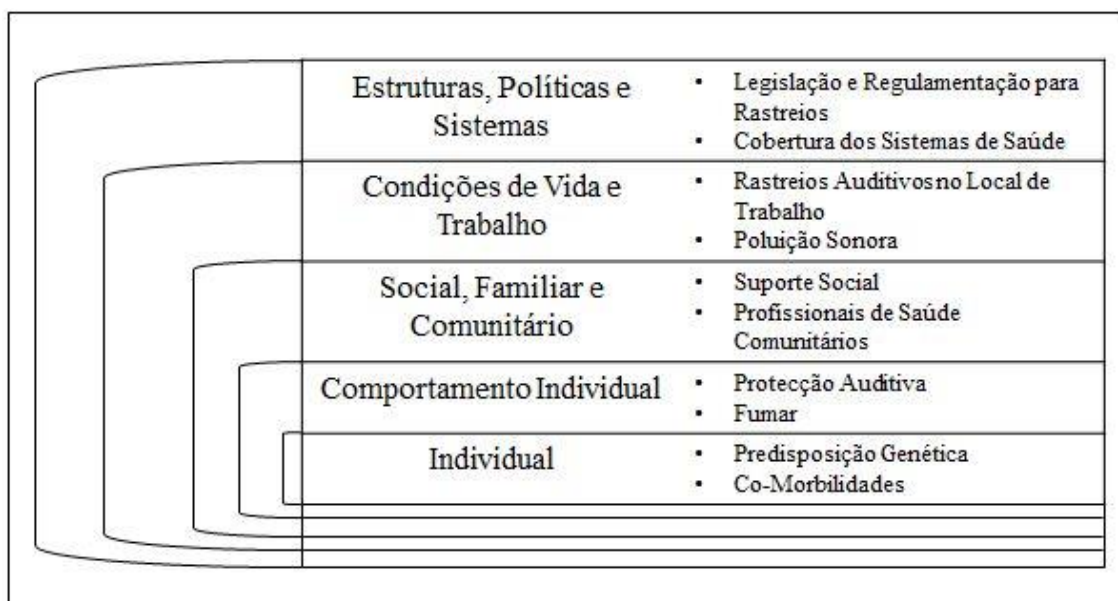 Estruturas, Políticas e
Sistemas
• Legislação e Regulamentação para
Rastreios
• Cobertura dos Sistemas de Saúde
Condições de Vida e
Trabalho
• Rastreios Auditivos no Local de
Trabalho
• Poluição Sonora
Social, Familiar e
Comunitário
• Suporte Social
• Profissionais de Saúde
Comunitários
Comportamento Individual
• Protecção Auditiva
• Fumar
Individual
• Predisposição Genética
• Co-Morbilidades